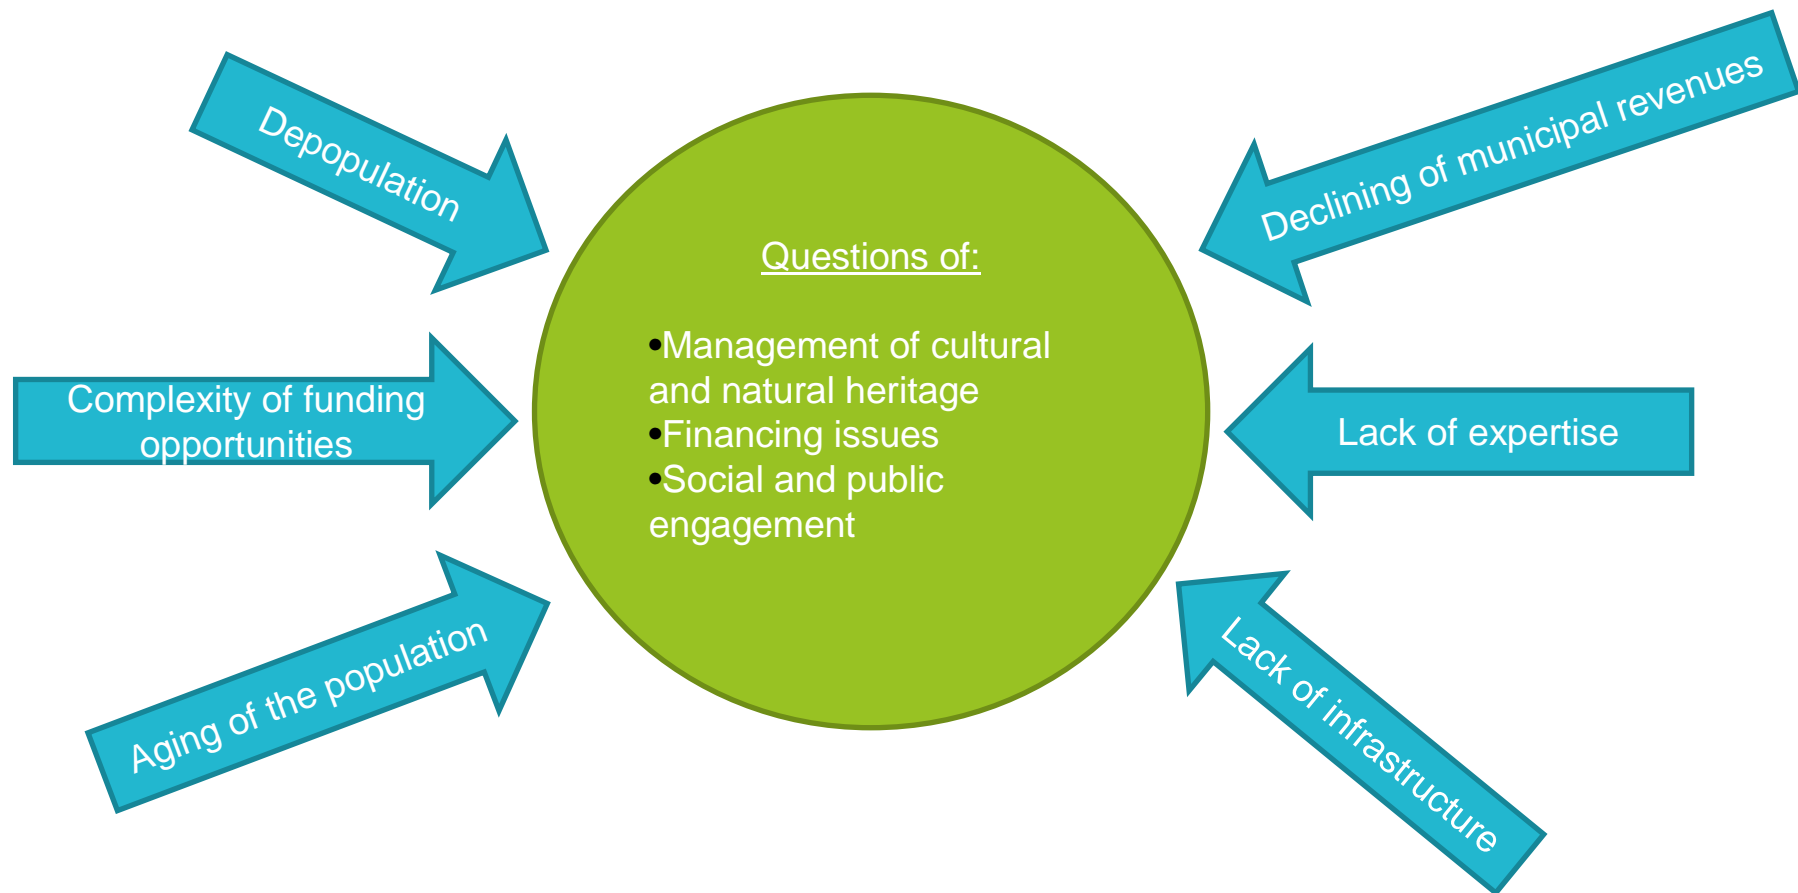 Depopulation
Complexity of funding
opportunities
Aging of the population
Questions of:
•Management of cultural
and natural heritage
•Financing issues
•Social and public
engagement
Declining of municipal revenues
Lack of expertise
Lack of infrastructure